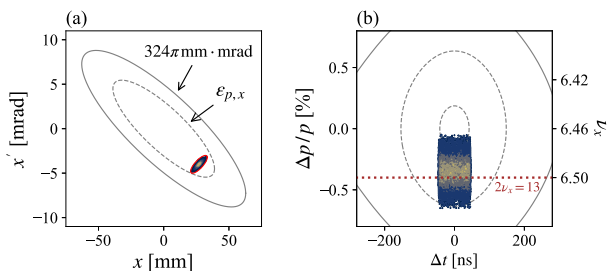 (a)
(b)
324π mm · mrad
ε_{p, x}
x′ [mrad]
10
5
0
−5
−10
−50
0
50
x [mm]
Δp/p [%]
0.5
0.0
−0.5
−200
0
200
Δt [ns]
6.42
6.46
6.50
ν_x
2ν_x = 13